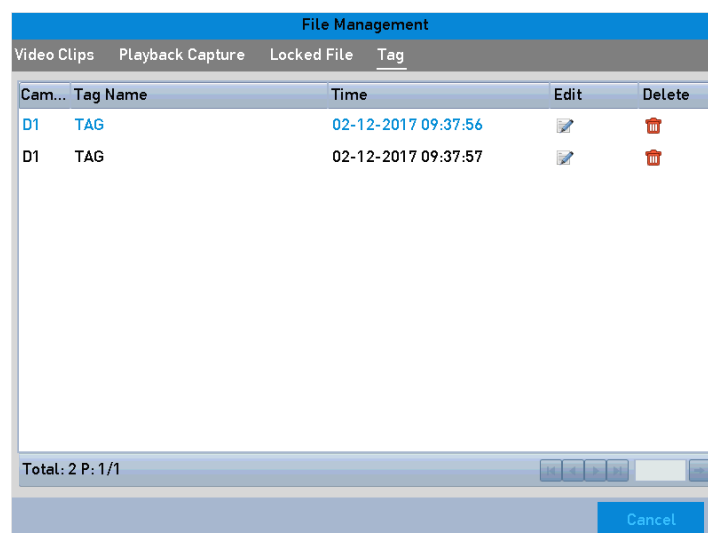 File Management
Video Clips Playback Capture Locked File Tag
Cam... Tag Name Time Edit Delete
D1 TAG 02-12-2017 09:37:56
D1 TAG 02-12-2017 09:37:57
Total: 2 P: 1/1
Cancel